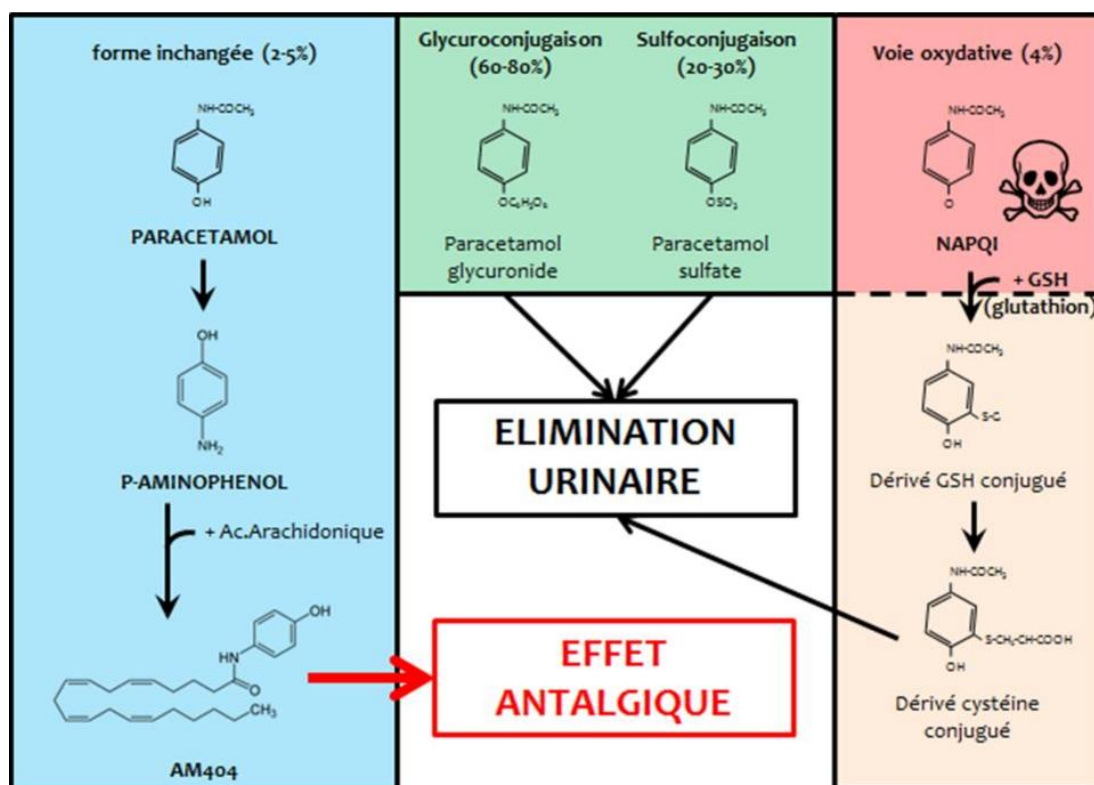 forme inchangée (2-5%)
NH-COCH₃
OH
PARACETAMOL
OH
NH₂
P-AMINOPHENOL
+ Ac.Arachidonique
OH
HN
O
CH₃
AM404
Glycuroconjugaison
(60-80%)
NH-COCH₃
OC₆H₉O₆
Paracetamol
glycuronide
Sulfoconjugaison
(20-30%)
NH-COCH₃
OSO₃
Paracetamol
sulfate
ELIMINATION
URINAIRE
EFFET
ANTALGIQUE
Voie oxydative (4%)
NH-COCH₃
O
NAPQI
+ GSH
(glutathion)
NH-COCH₃
S-G
OH
Dérivé GSH conjugué
NH-COCH₃
S-CH₂-CH-COOH
OH
Dérivé cystéine
conjugué